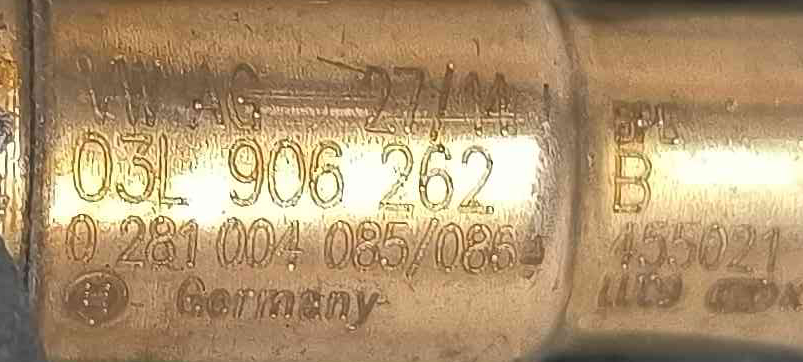 VW AG 27/14
03L 906 262
0 281 004 085/086
Germany
B
455021